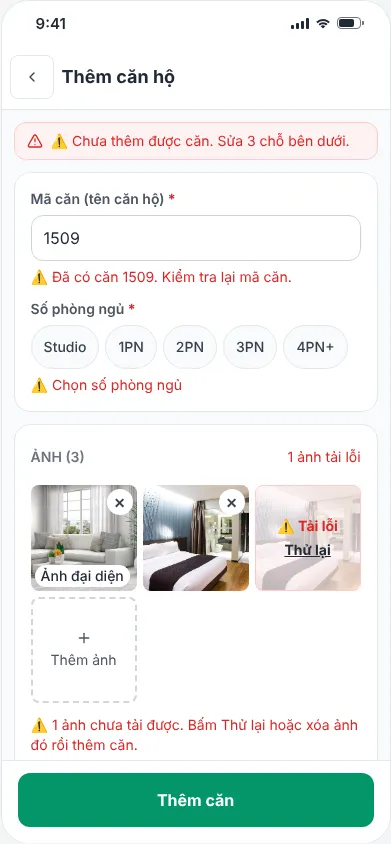 9:41
Thêm căn hộ
⚠️ Chưa thêm được căn. Sửa 3 chỗ bên dưới.
Mã căn (tên căn hộ) *
1509
⚠️ Đã có căn 1509. Kiểm tra lại mã căn.
Số phòng ngủ *
Studio 1PN 2PN 3PN 4PN+
⚠️ Chọn số phòng ngủ
ẢNH (3) 1 ảnh tải lỗi
Ảnh đại diện
⚠️ Tải lỗi
Thử lại
+
Thêm ảnh
⚠️ 1 ảnh chưa tải được. Bấm Thử lại hoặc xóa ảnh
đó rồi thêm căn.
Thêm căn